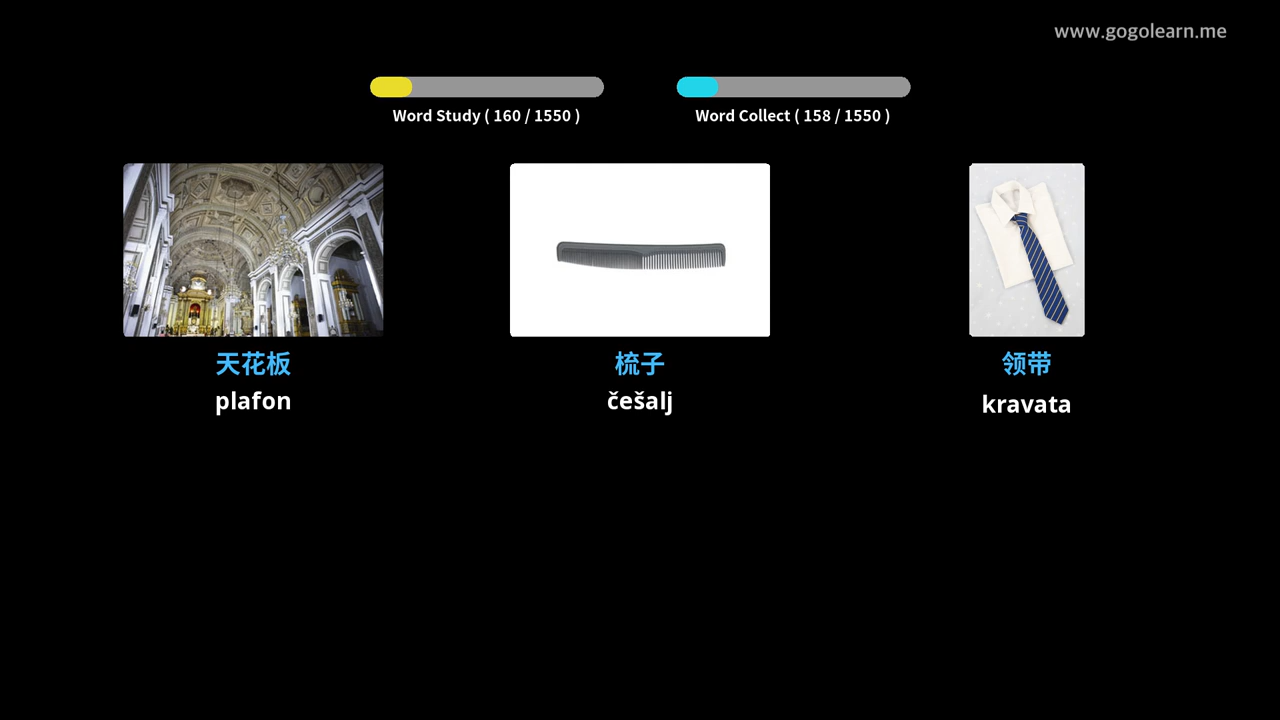 www.gogolearn.me
Word Study ( 160 / 1550 )
Word Collect ( 158 / 1550 )
天花板
plafon
梳子
češalj
领带
kravata